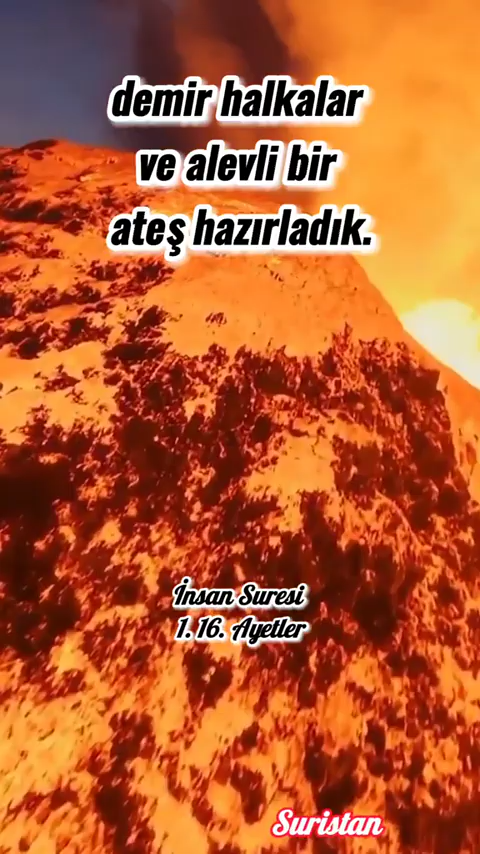 demir halkalar
ve alevli bir
ateş hazırladık.
İnsan Suresi
1. 16. Ayetler
Suristan